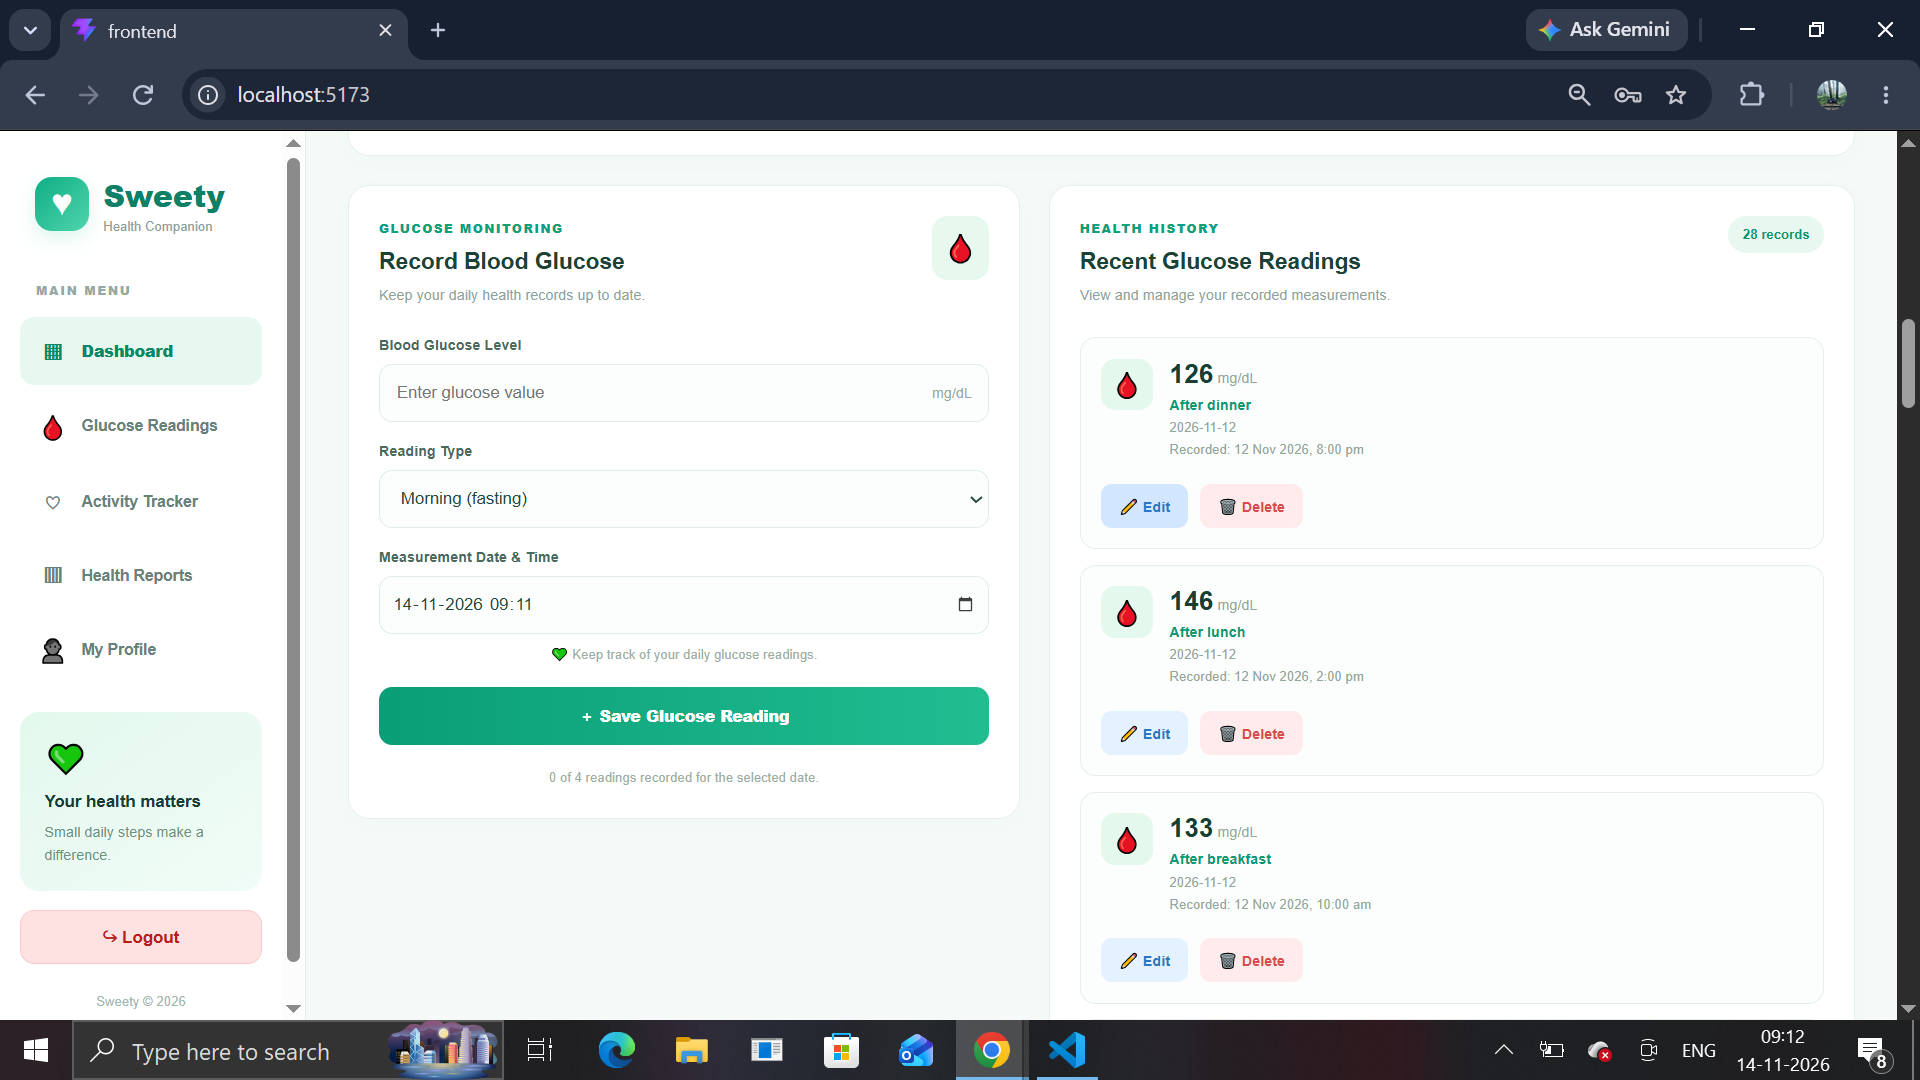 frontend
Ask Gemini
localhost:5173
Sweety
Health Companion
MAIN MENU
Dashboard
Glucose Readings
Activity Tracker
Health Reports
My Profile
Your health matters
Small daily steps make a
difference.
Logout
Sweety © 2026
GLUCOSE MONITORING
Record Blood Glucose
Keep your daily health records up to date.
Blood Glucose Level
Enter glucose value mg/dL
Reading Type
Morning (fasting)
Measurement Date & Time
14-11-2026 09:11
Keep track of your daily glucose readings.
+ Save Glucose Reading
0 of 4 readings recorded for the selected date.
HEALTH HISTORY
28 records
Recent Glucose Readings
View and manage your recorded measurements.
126 mg/dL
After dinner
2026-11-12
Recorded: 12 Nov 2026, 8:00 pm
Edit Delete
146 mg/dL
After lunch
2026-11-12
Recorded: 12 Nov 2026, 2:00 pm
Edit Delete
133 mg/dL
After breakfast
2026-11-12
Recorded: 12 Nov 2026, 10:00 am
Edit Delete
Type here to search
ENG
09:12
14-11-2026
8